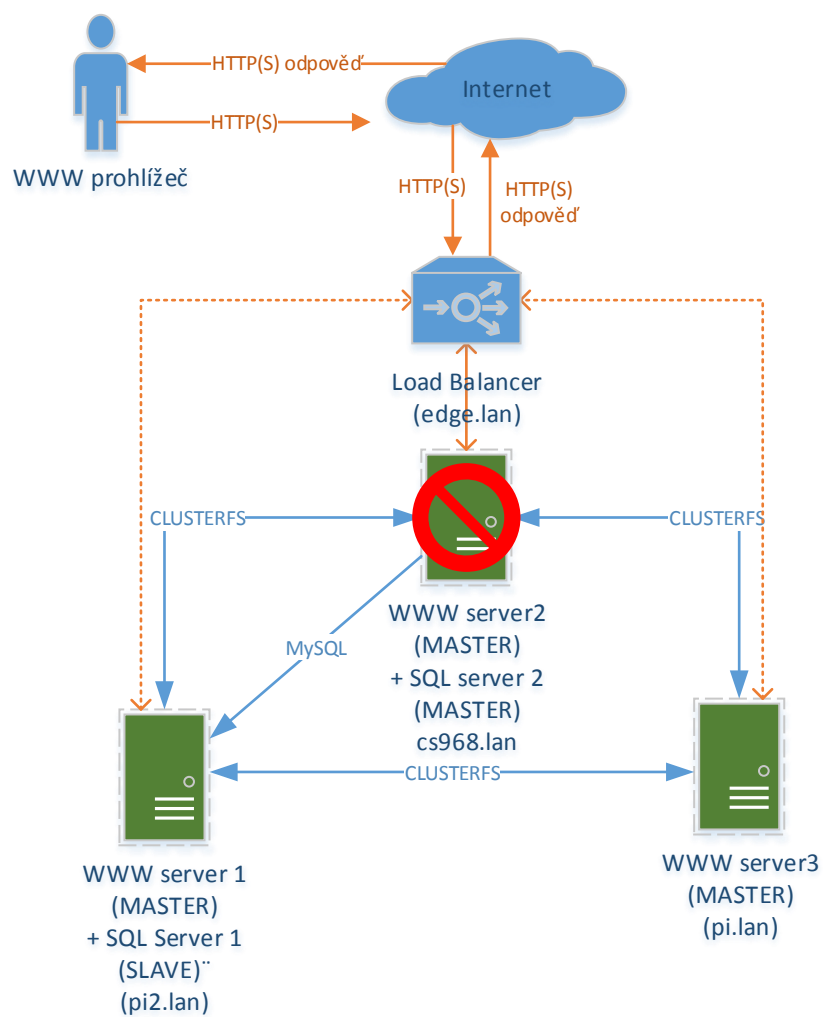 HTTP(S) odpověď
Internet
HTTP(S)
WWW prohlížeč
HTTP(S)
HTTP(S)
odpověď
Load Balancer
(edge.lan)
CLUSTERFS
CLUSTERFS
WWW server2
(MASTER)
+ SQL server 2
(MASTER)
cs968.lan
MySQL
CLUSTERFS
WWW server 1
(MASTER)
+ SQL Server 1
(SLAVE)¨
(pi2.lan)
WWW server3
(MASTER)
(pi.lan)